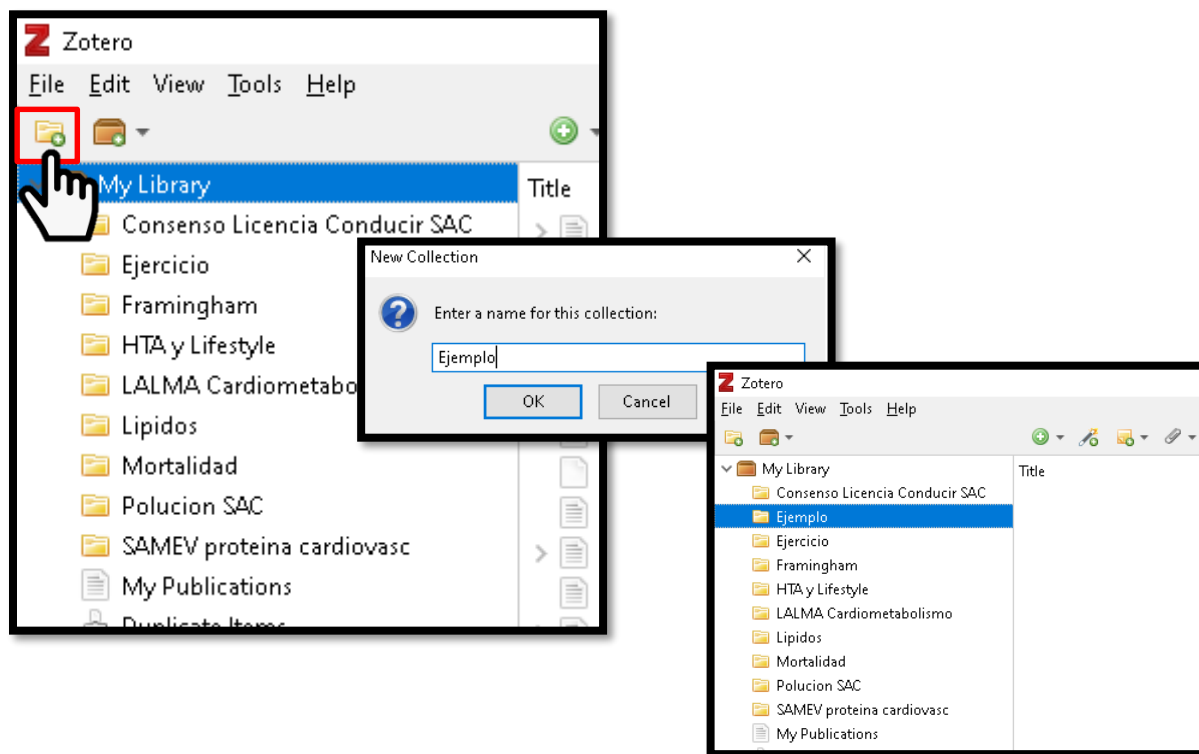 Zotero
File Edit View Tools Help
My Library
Title
Consenso Licencia Conducir SAC
Ejercicio
Framingham
HTA y Lifestyle
LALMA Cardiometabo
Lipidos
Mortalidad
Polucion SAC
SAMEV proteina cardiovasc
My Publications
Duplicate Items
New Collection
Enter a name for this collection:
Ejemplo
OK Cancel
Zotero
File Edit View Tools Help
My Library
Title
Consenso Licencia Conducir SAC
Ejemplo
Ejercicio
Framingham
HTA y Lifestyle
LALMA Cardiometabolismo
Lipidos
Mortalidad
Polucion SAC
SAMEV proteina cardiovasc
My Publications